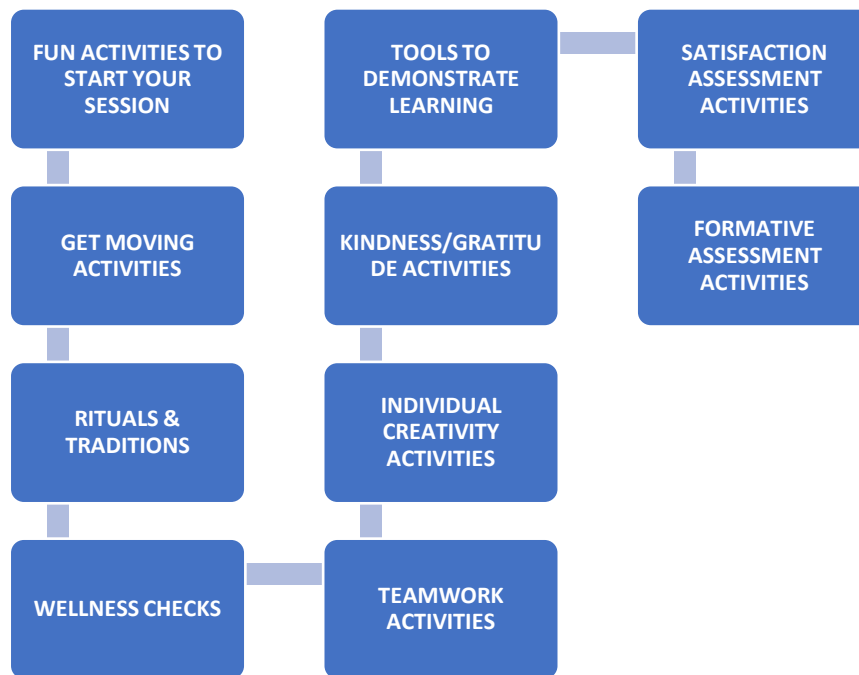 FUN ACTIVITIES TO
START YOUR
SESSION
GET MOVING
ACTIVITIES
RITUALS &
TRADITIONS
WELLNESS CHECKS
TEAMWORK
ACTIVITIES
INDIVIDUAL
CREATIVITY
ACTIVITIES
KINDNESS/GRATITU
DE ACTIVITIES
TOOLS TO
DEMONSTRATE
LEARNING
SATISFACTION
ASSESSMENT
ACTIVITIES
FORMATIVE
ASSESSMENT
ACTIVITIES